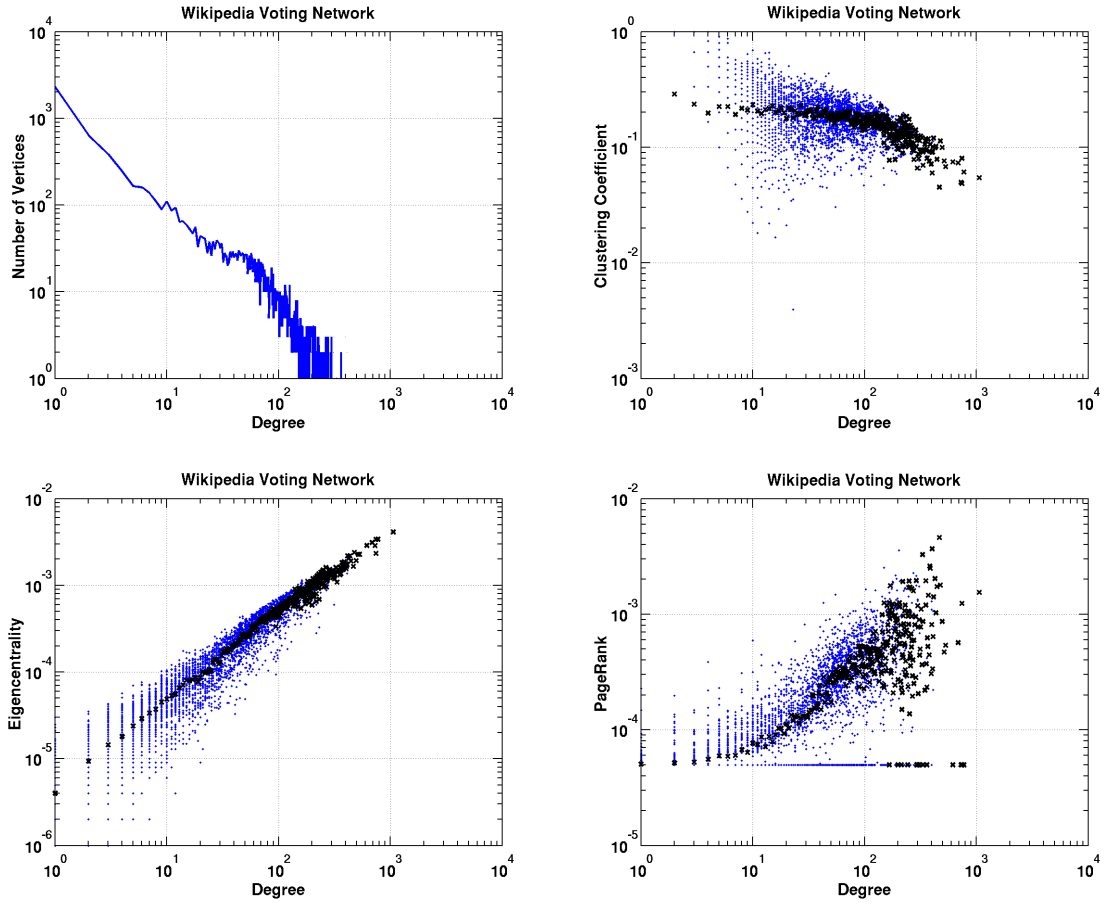 Wikipedia Voting Network
10^4
10^3
10^2
10^1
10^0
Number of Vertices
10^0 10^1 10^2 10^3 10^4
Degree
Wikipedia Voting Network
10^0
10^-1
10^-2
10^-3
Clustering Coefficient
10^0 10^1 10^2 10^3 10^4
Degree
Wikipedia Voting Network
10^-2
10^-3
10^-4
10^-5
10^-6
Eigencentrality
10^0 10^1 10^2 10^3 10^4
Degree
Wikipedia Voting Network
10^-2
10^-3
10^-4
10^-5
PageRank
10^0 10^1 10^2 10^3 10^4
Degree